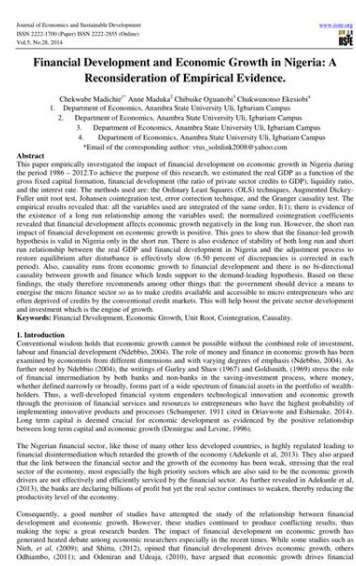 Journal of Economics and Sustainable Development www.iiste.org
ISSN 2222-1700 (Paper) ISSN 2222-2855 (Online)
Vol.5, No.28, 2014
IISTE
Financial Development and Economic Growth in Nigeria: A
Reconsideration of Empirical Evidence.
Chekwube Madichie1* Anne Maduka2 Chibuike Oguanobi3 Chukwunonso Ekesiobi4
1. Department of Economics, Anambra State University Uli, Igbariam Campus
2. Department of Economics, Anambra State University Uli, Igbariam Campus
3. Department of Economics, Anambra State University Uli, Igbariam Campus
4. Department of Economics, Anambra State University Uli, Igbariam Campus
*Email of the corresponding author: vtus_solnlink2008@yahoo.com
Abstract
This paper empirically investigated the impact of financial development on economic growth in Nigeria during
the period 1986 – 2012.To achieve the purpose of this research, we estimated the real GDP as a function of the
gross fixed capital formation, financial development (the ratio of private sector credits to GDP), liquidity ratio,
and the interest rate. The methods used are: the Ordinary Least Squares (OLS) techniques, Augmented Dickey-
Fuller unit root test, Johansen cointegration test, error correction technique, and the Granger causality test. The
empirical results revealed that: all the variables used are integrated of the same order, I(1); there is evidence of
the existence of a long run relationship among the variables used; the normalized cointegration coefficients
revealed that financial development affects economic growth negatively in the long run. However, the short run
impact of financial development on economic growth is positive. This goes to show that the finance-led growth
hypothesis is valid in Nigeria only in the short run. There is also evidence of stability of both long run and short
run relationship between the real GDP and financial development in Nigeria and the adjustment process to
restore equilibrium after disturbance is effectively slow (6.50 percent of discrepancies is corrected in each
period). Also, causality runs from economic growth to financial development and there is no bi-directional
causality between growth and finance which lends support to the demand-leading hypothesis. Based on these
findings, the study therefore recommends among other things that: the government should device a means to
energise the micro finance sector so as to make credits available and accessible to micro entrepreneurs who are
often deprived of credits by the conventional credit markets. This will help boost the private sector development
and investment which is the engine of growth.
Keywords: Financial Development, Economic Growth, Unit Root, Cointegration, Causality.
1. Introduction
Conventional wisdom holds that economic growth cannot be possible without the combined role of investment,
labour and financial development (Ndebbio, 2004). The role of money and finance in economic growth has been
examined by economists from different dimensions and with varying degrees of emphasis (Ndebbio, 2004). As
further noted by Ndebbio (2004), the writings of Gurley and Shaw (1967) and Goldsmith, (1969) stress the role
of financial intermediation by both banks and non-banks in the saving-investment process, where money,
whether defined narrowly or broadly, forms part of a wide spectrum of financial assets in the portfolio of wealth-
holders. Thus, a well-developed financial system engenders technological innovation and economic growth
through the provision of financial services and resources to entrepreneurs who have the highest probability of
implementing innovative products and processes (Schumpeter, 1911 cited in Oriavwote and Eshienake, 2014).
Long term capital is deemed crucial for economic development as evidenced by the positive relationship
between long term capital and economic growth (Demirguc and Levine, 1996).
The Nigerian financial sector, like those of many other less developed countries, is highly regulated leading to
financial disintermediation which retarded the growth of the economy (Adekunle et al, 2013). They also argued
that the link between the financial sector and the growth of the economy has been weak, stressing that the real
sector of the economy, most especially the high priority sectors which are also said to be the economic growth
drivers are not effectively and efficiently serviced by the financial sector. As further revealed in Adekunle et al,
(2013), the banks are declaring billions of profit but yet the real sector continues to weaken, thereby reducing the
productivity level of the economy.
Consequently, a good number of studies have attempted the study of the relationship between financial
development and economic growth. However, these studies continued to produce conflicting results, thus
making the topic a great research burden. The impact of financial development on economic growth has
generated heated debate among economic researchers especially in the recent times. While some studies such as
Nieh, et al, (2009); and Shittu, (2012), opined that financial development drives economic growth, others
Odhiambo, (2011); and Odeniran and Udeaja, (2010), have argued that economic growth drives financial